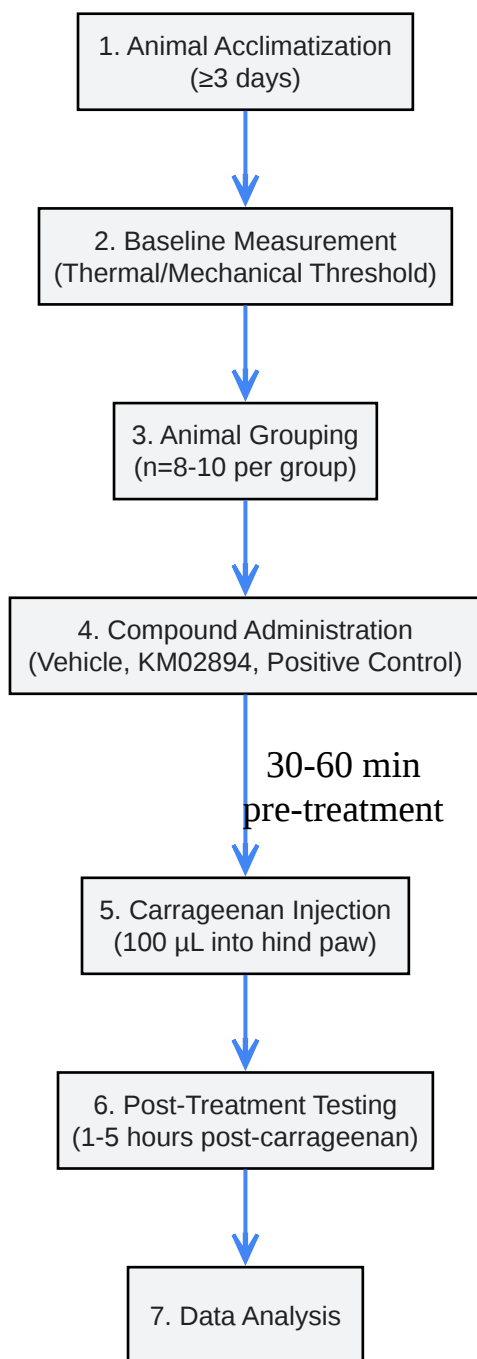 1. Animal Acclimatization
(≥3 days)
2. Baseline Measurement
(Thermal/Mechanical Threshold)
3. Animal Grouping
(n=8-10 per group)
4. Compound Administration
(Vehicle, KM02894, Positive Control)
30-60 min
pre-treatment
5. Carrageenan Injection
(100 µL into hind paw)
6. Post-Treatment Testing
(1-5 hours post-carrageenan)
7. Data Analysis